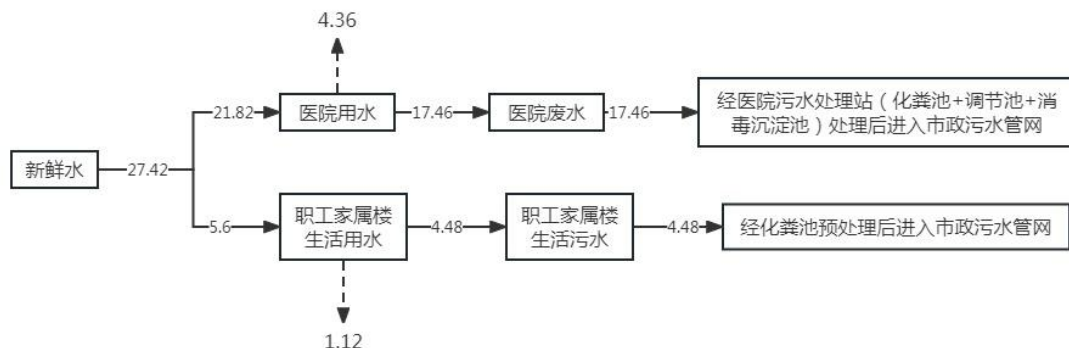 4.36
21.82
医院用水
17.46
医院废水
17.46
经医院污水处理站（化粪池+调节池+消
毒沉淀池）处理后进入市政污水管网
新鲜水
27.42
5.6
职工家属楼
生活用水
4.48
职工家属楼
生活污水
4.48
经化粪池预处理后进入市政污水管网
1.12